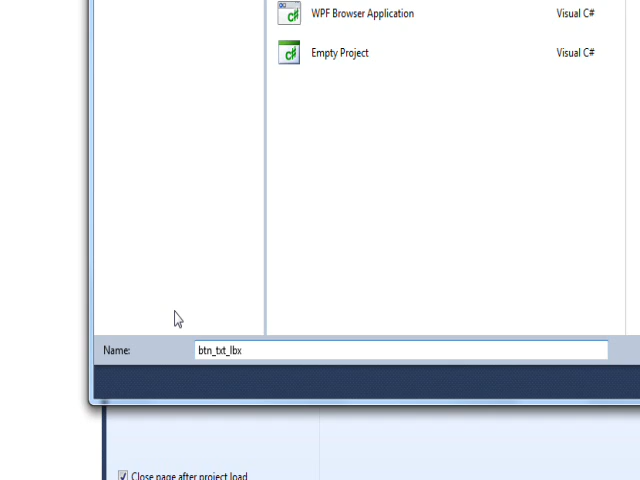 WPF Browser Application Visual C#
Empty Project Visual C#
Name: btn_txt_lbx
Close page after project load